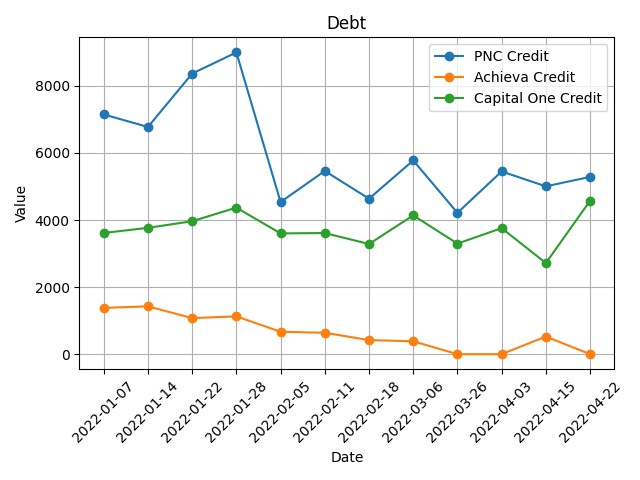 Debt
PNC Credit
Achieva Credit
Capital One Credit
8000
6000
4000
2000
0
Value
2022-01-07
2022-01-14
2022-01-22
2022-01-28
2022-02-05
2022-02-11
2022-02-18
2022-03-06
2022-03-26
2022-04-03
2022-04-15
2022-04-22
Date